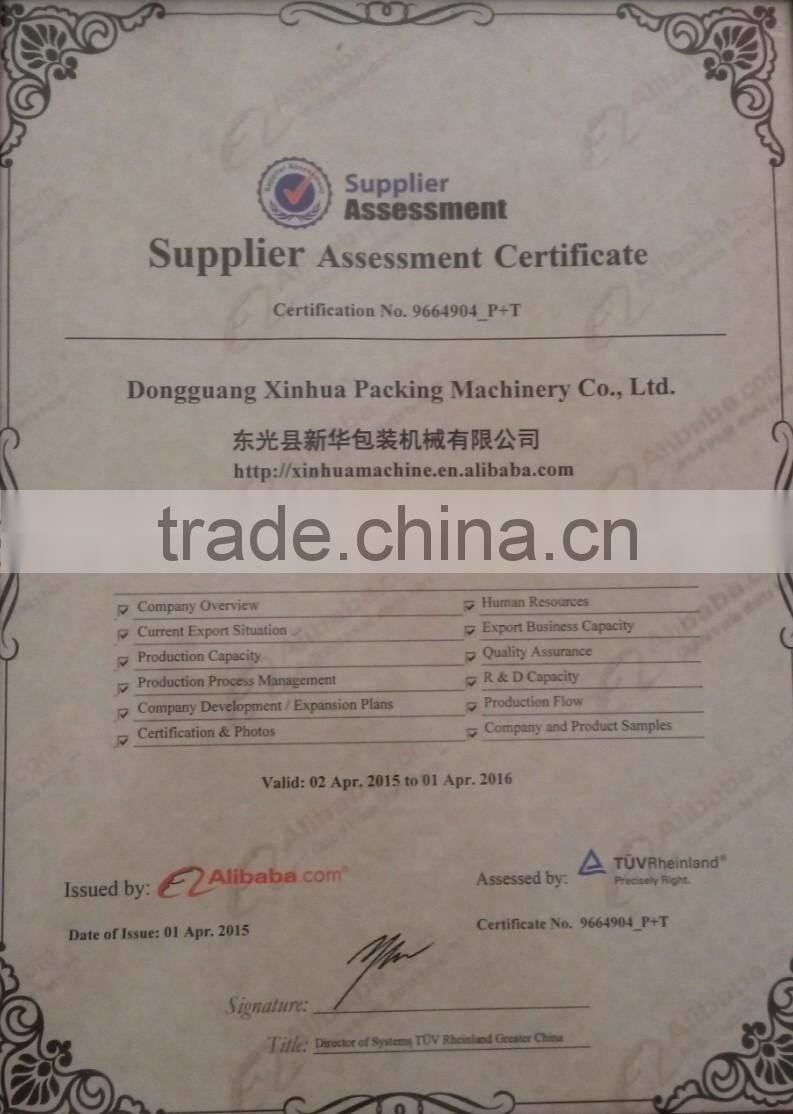 Supplier
Assessment
Supplier Assessment Certificate
Certification No. 9664904_P+T
Dongguang Xinhua Packing Machinery Co., Ltd.
东光县新华包装机械有限公司
http://xinhuamachine.en.alibaba.com
trade.china.cn
Company Overview
Human Resources
Current Export Situation
Export Business Capacity
Production Capacity
Quality Assurance
Production Process Management
R & D Capacity
Company Development / Expansion Plans
Production Flow
Certification & Photos
Company and Product Samples
Valid: 02 Apr. 2015 to 01 Apr. 2016
Issued by: Alibaba.com®
Assessed by: TÜVRheinland®
Precisely Right.
Date of Issue: 01 Apr. 2015
Certificate No. 9664904_P+T
Signature:
Title: Director of Systems TÜV Rheinland Greater China